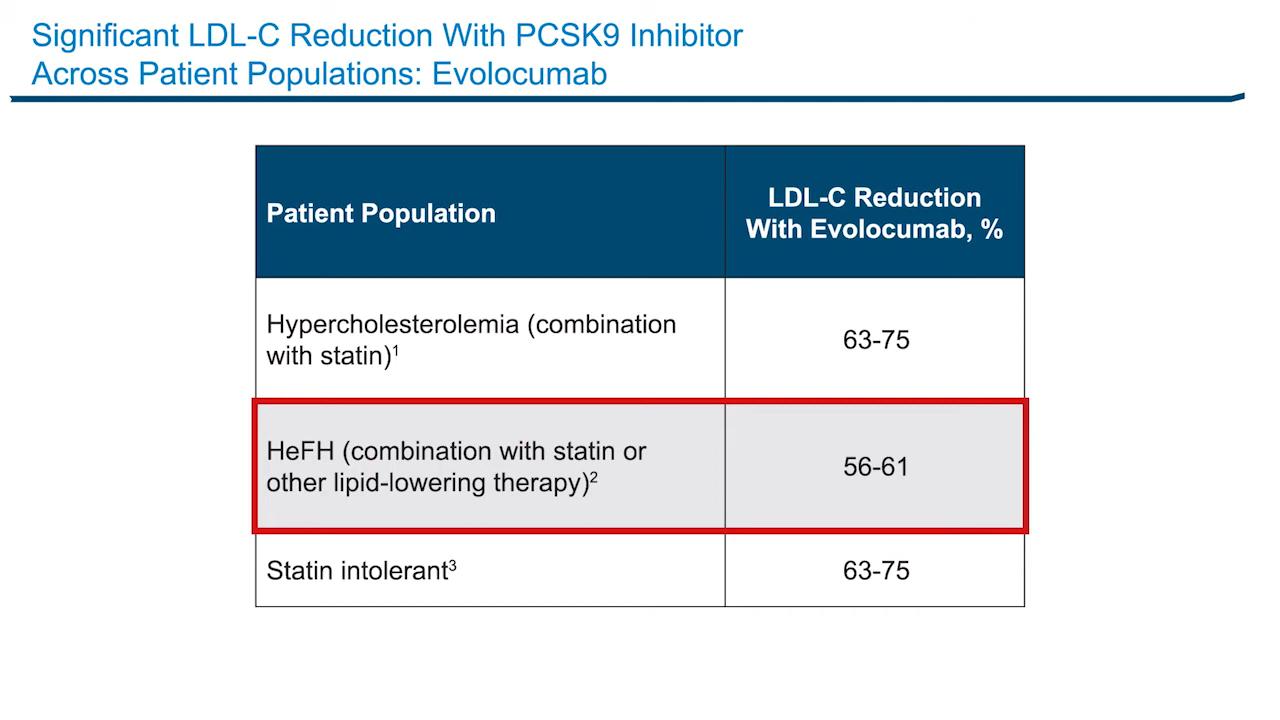 Significant LDL-C Reduction With PCSK9 Inhibitor
Across Patient Populations: Evolocumab
Patient Population
LDL-C Reduction
With Evolocumab, %
Hypercholesterolemia (combination
with statin)¹
63-75
HeFH (combination with statin or
other lipid-lowering therapy)²
56-61
Statin intolerant³
63-75